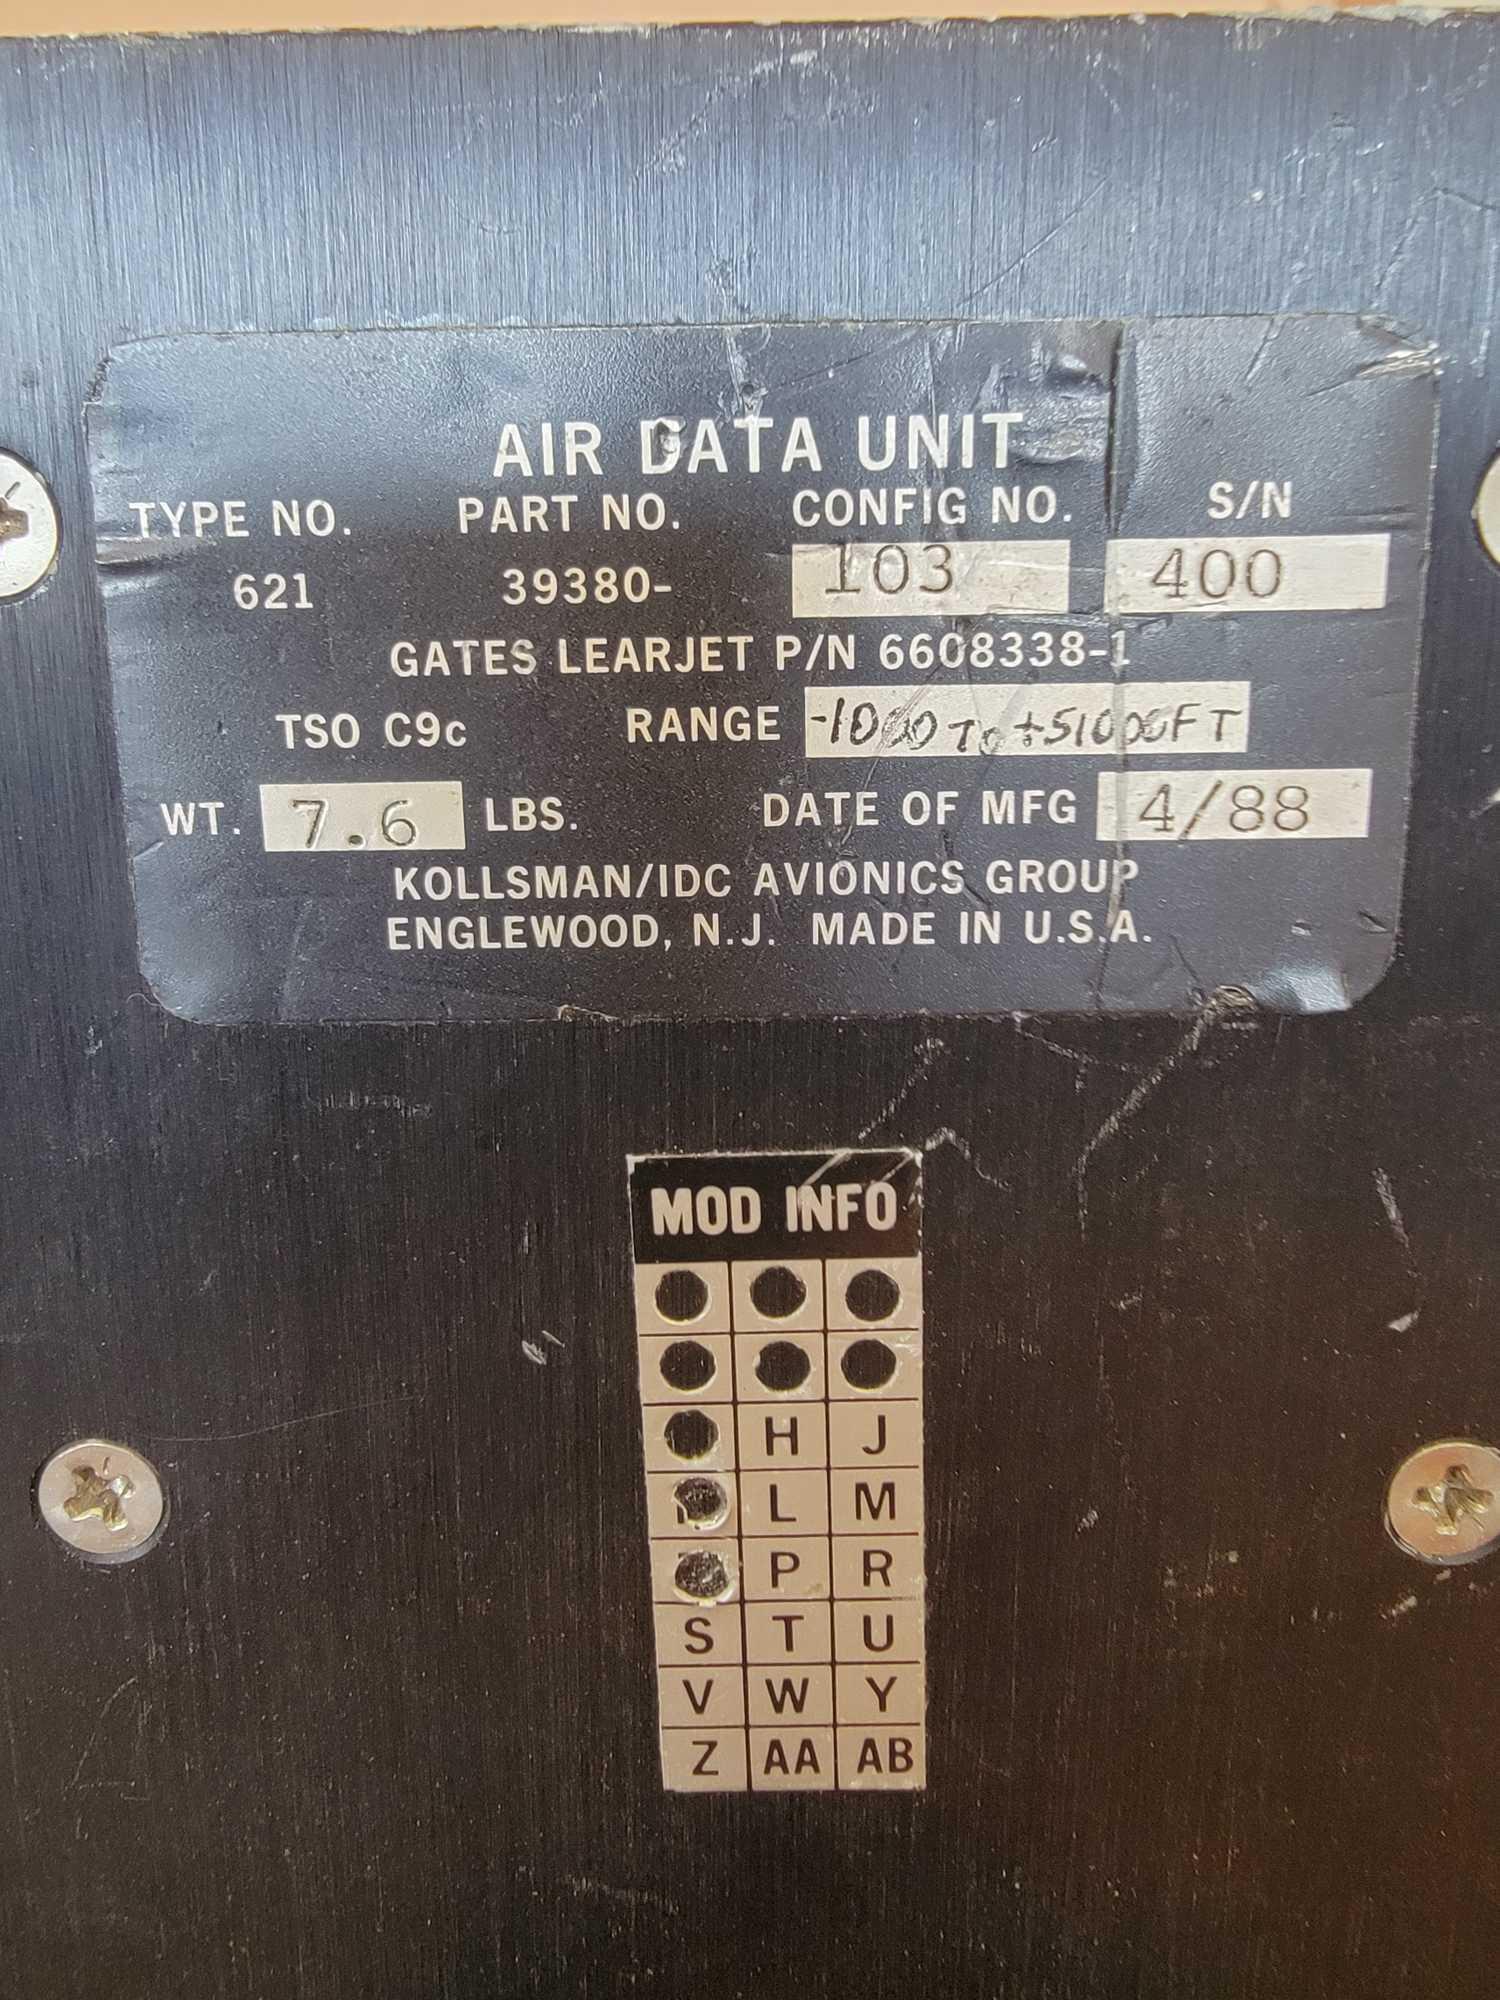 AIR DATA UNIT
TYPE NO. PART NO. CONFIG NO. S/N
621 39380- 103 400
GATES LEARJET P/N 6608338-1
TSO C9c RANGE -1000 To +51000FT
WT. 7.6 LBS. DATE OF MFG 4/88
KOLLSMAN/IDC AVIONICS GROUP
ENGLEWOOD, N.J. MADE IN U.S.A.
MOD INFO
H J
L M
P R
S T U
V W Y
Z AA AB